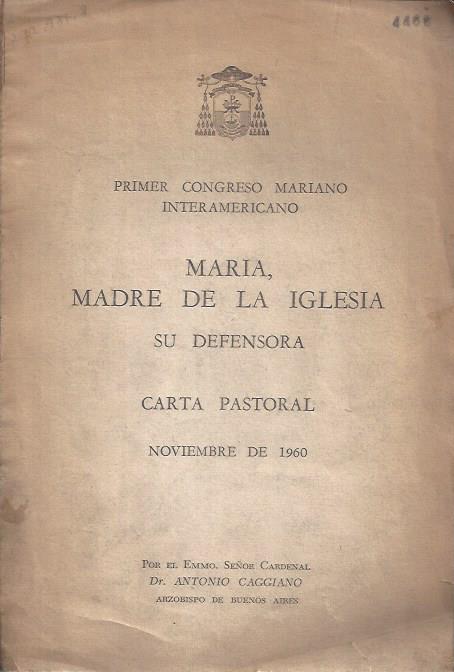 4468
PRIMER CONGRESO MARIANO
INTERAMERICANO
MARIA,
MADRE DE LA IGLESIA
SU DEFENSORA
CARTA PASTORAL
NOVIEMBRE DE 1960
POR EL EMMO. SEÑOR CARDENAL
Dr. ANTONIO CAGGIANO
ARZOBISPO DE BUENOS AIRES